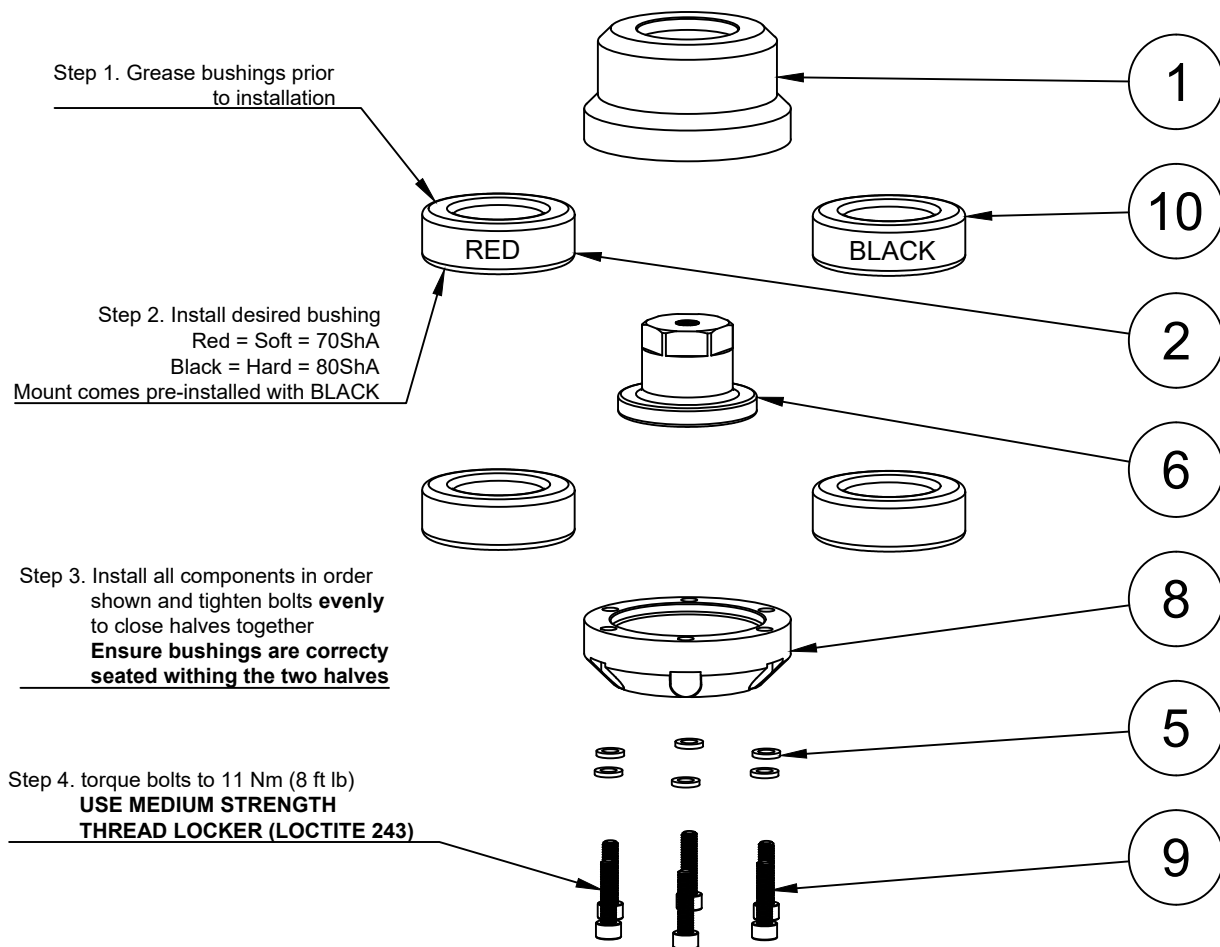 Step 1. Grease bushings prior
to installation
1
10
RED
BLACK
Step 2. Install desired bushing
Red = Soft = 70ShA
Black = Hard = 80ShA
Mount comes pre-installed with BLACK
2
6
Step 3. Install all components in order
shown and tighten bolts evenly
to close halves together
Ensure bushings are correcty
seated withing the two halves
8
5
Step 4. torque bolts to 11 Nm (8 ft lb)
USE MEDIUM STRENGTH
THREAD LOCKER (LOCTITE 243)
9